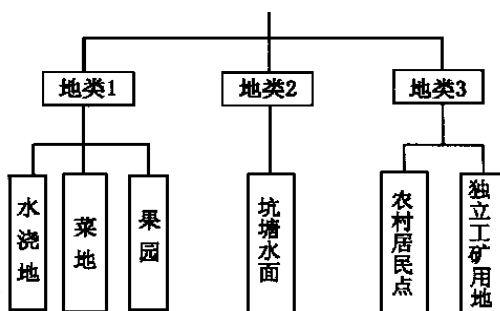 地类1
地类2
地类3
水浇地
菜地
果园
坑塘水面
农村居民点
独立工矿用地